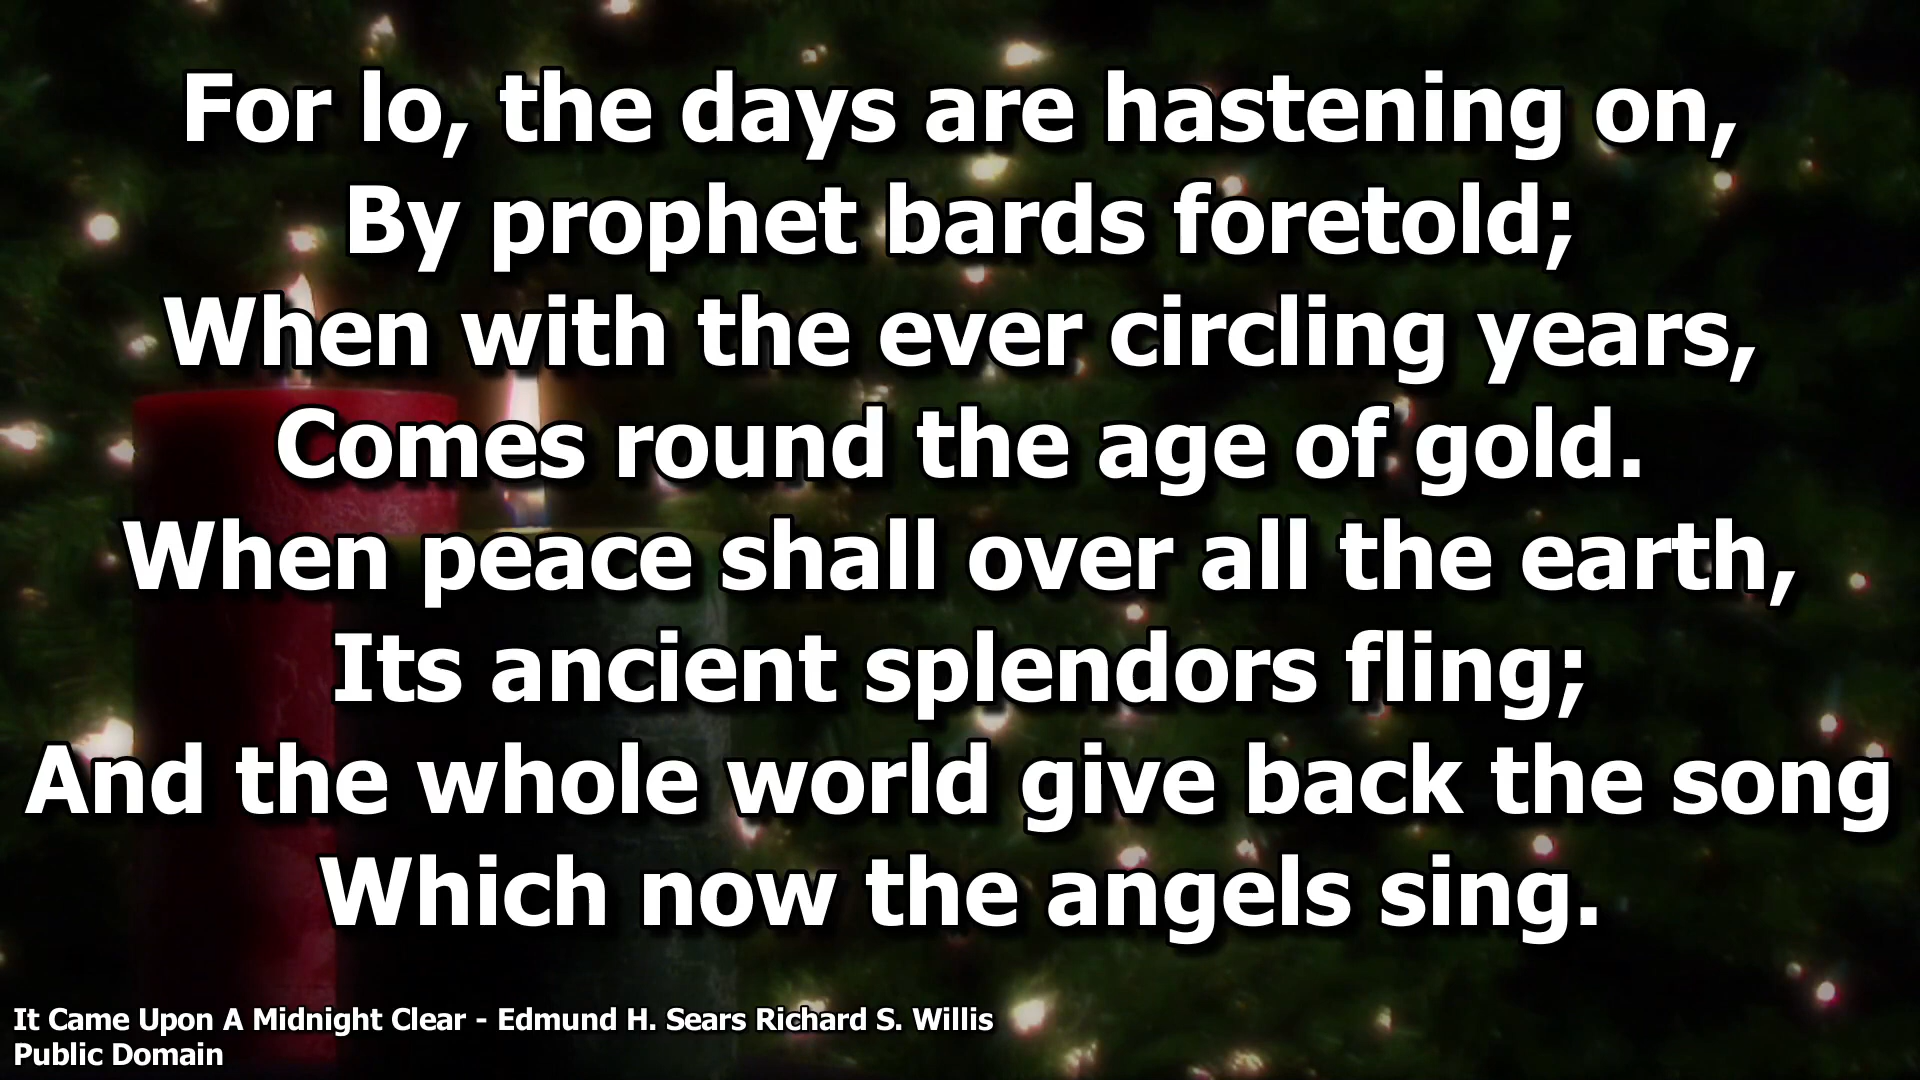 For lo, the days are hastening on,
By prophet bards foretold;
When with the ever circling years,
Comes round the age of gold.
When peace shall over all the earth,
Its ancient splendors fling;
And the whole world give back the song
Which now the angels sing.
It Came Upon A Midnight Clear - Edmund H. Sears Richard S. Willis
Public Domain